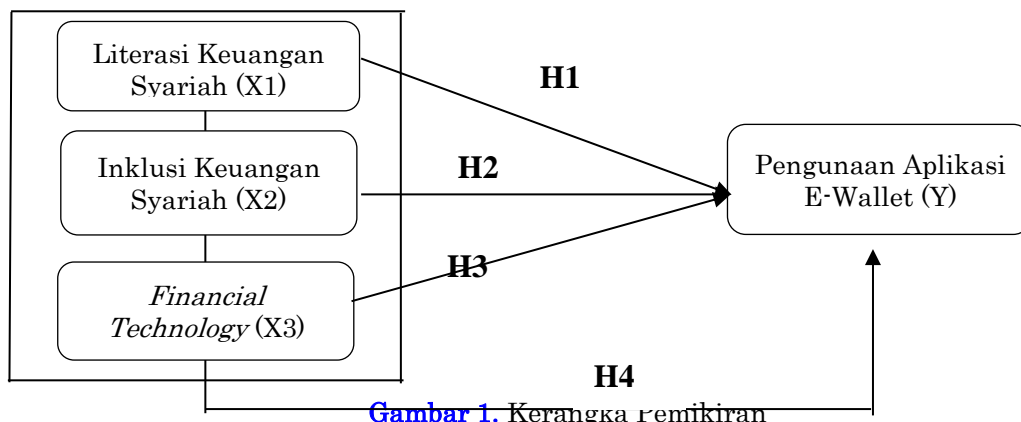 Literasi Keuangan
Syariah (X1)
H1
Inklusi Keuangan
Syariah (X2)
H2
Pengunaan Aplikasi
E-Wallet (Y)
Financial
Technology (X3)
H3
H4
Gambar 1. Kerangka Pemikiran